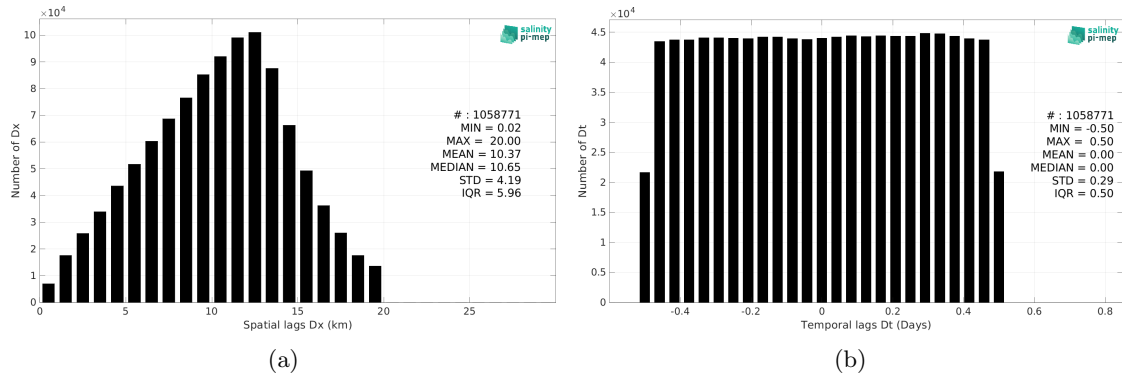 ×10⁴
10
9
8
7
6
5
4
3
2
1
0
Number of Dx
0 5 10 15 20 25
Spatial lags Dx (km)
salinity
pi-mep
# : 1058771
MIN = 0.02
MAX = 20.00
MEAN = 10.37
MEDIAN = 10.65
STD = 4.19
IQR = 5.96
(a)
×10⁴
4.5
4
3.5
3
2.5
2
1.5
1
0.5
0
Number of Dt
-0.4 -0.2 0 0.2 0.4 0.6 0.8
Temporal lags Dt (Days)
salinity
pi-mep
# : 1058771
MIN = -0.50
MAX = 0.50
MEAN = 0.00
MEDIAN = 0.00
STD = 0.29
IQR = 0.50
(b)